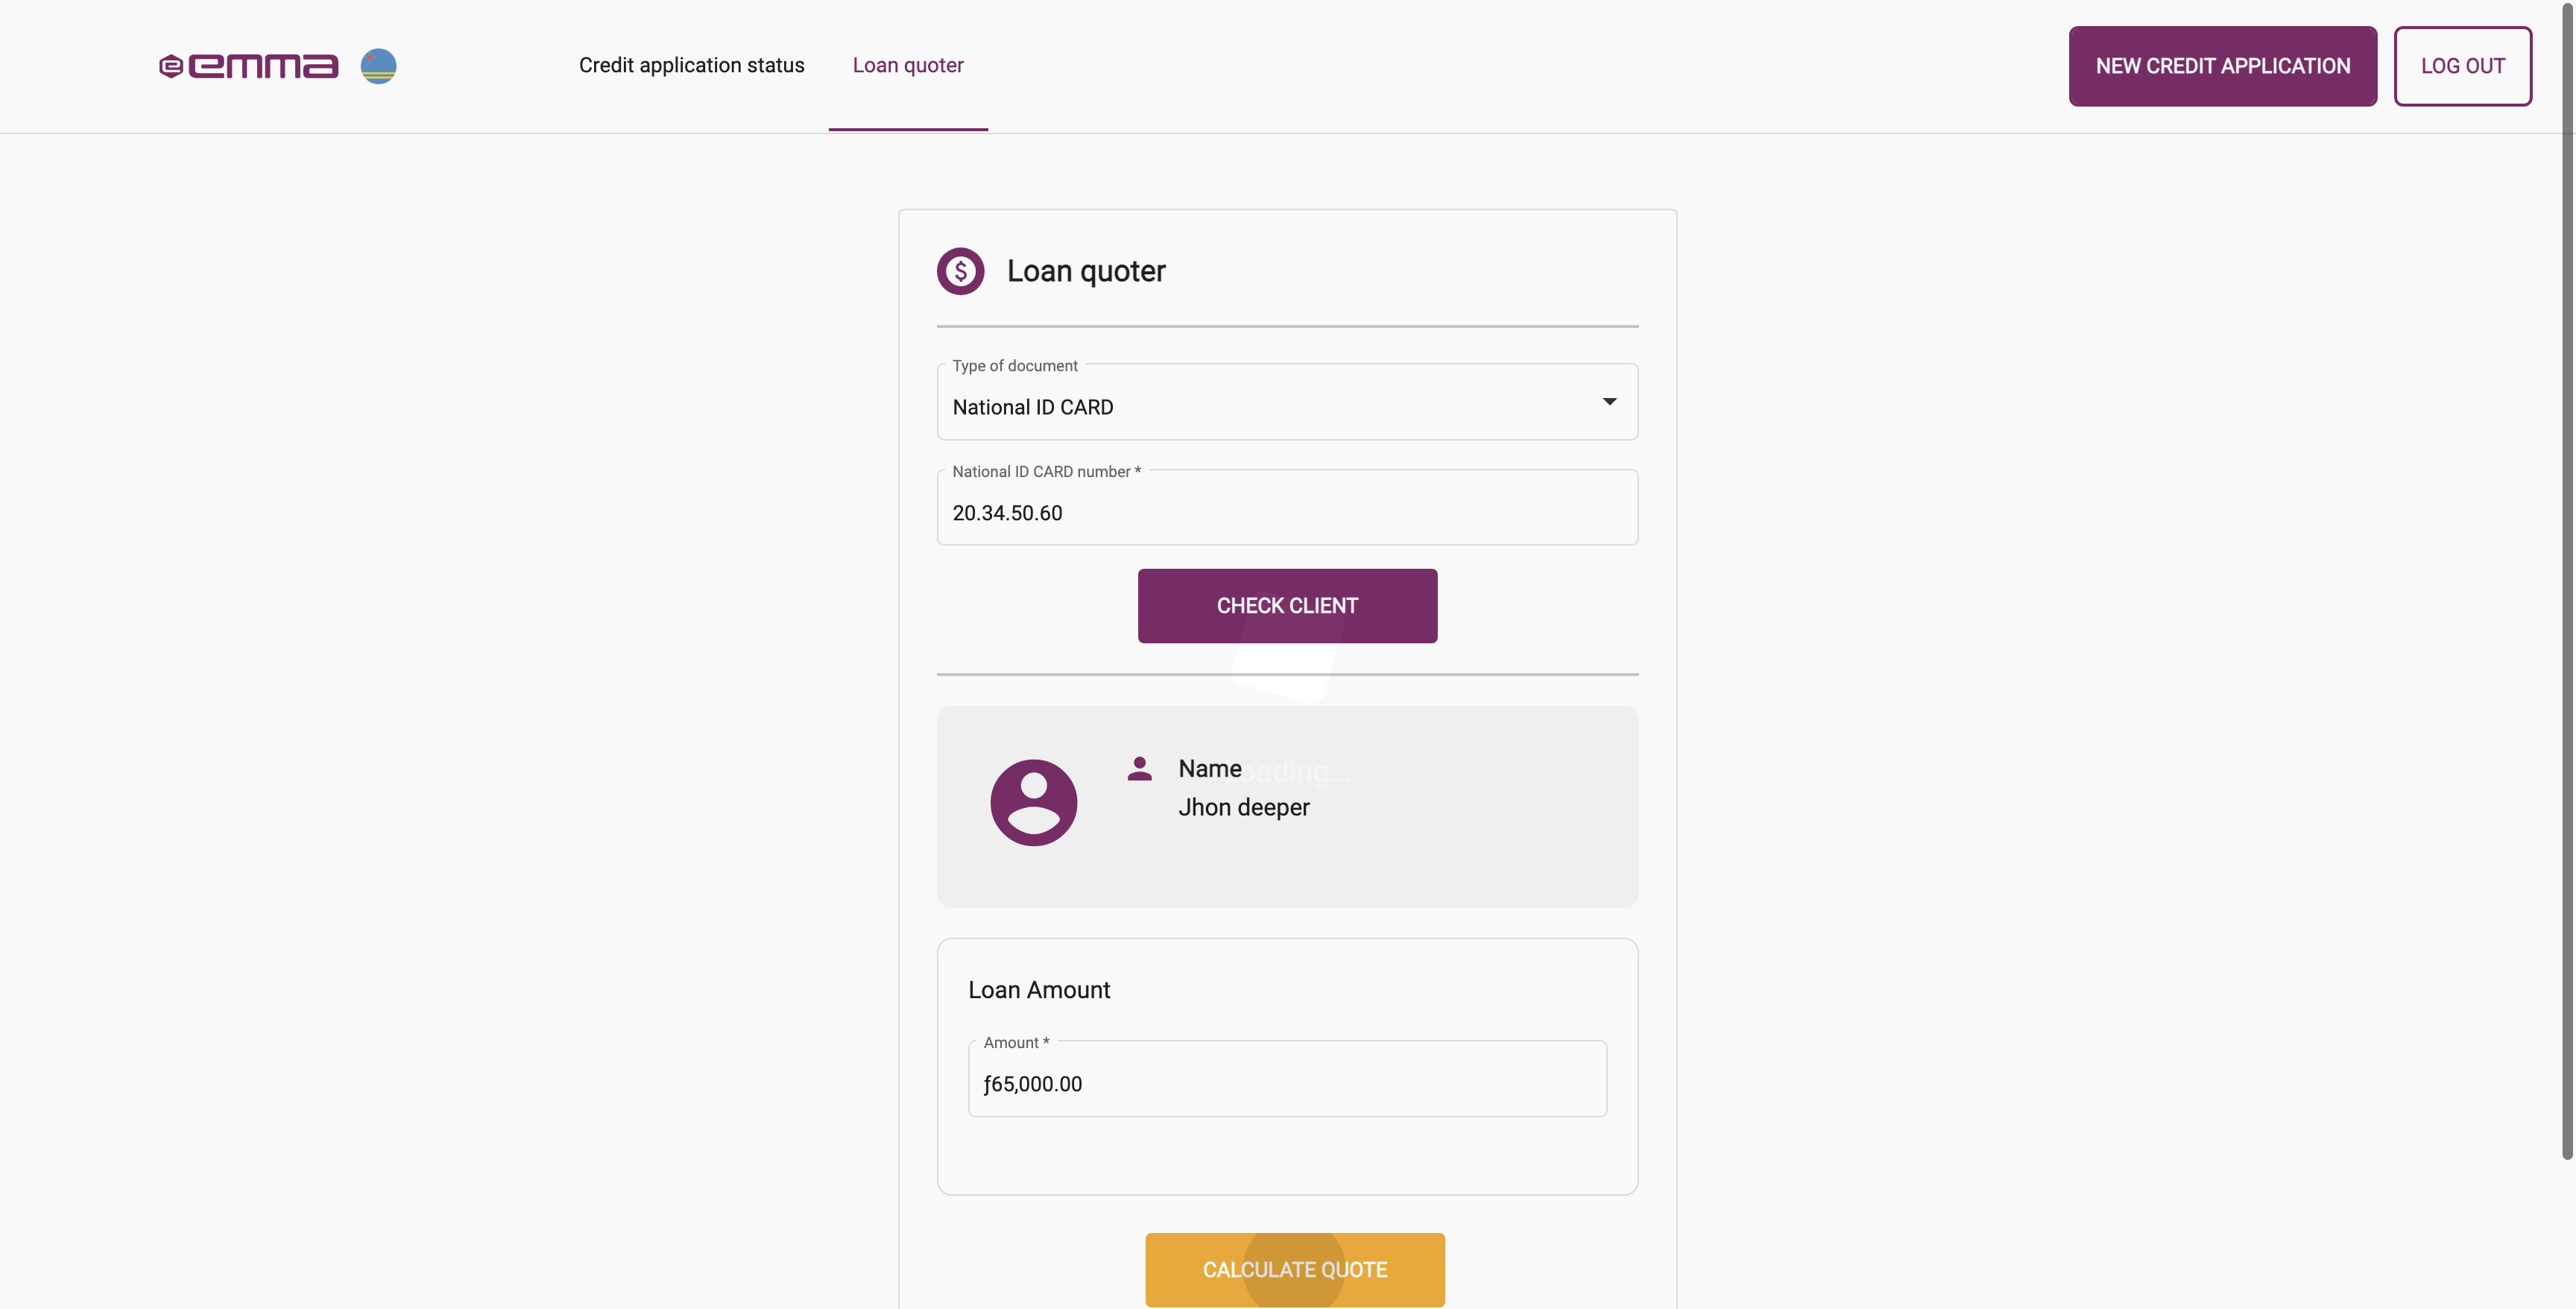 emma
Credit application status
Loan quoter
NEW CREDIT APPLICATION
LOG OUT
$
Loan quoter
Type of document
National ID CARD
National ID CARD number *
20.34.50.60
CHECK CLIENT
Name
ading...
Jhon deeper
Loan Amount
Amount *
ƒ65,000.00
CALCULATE QUOTE